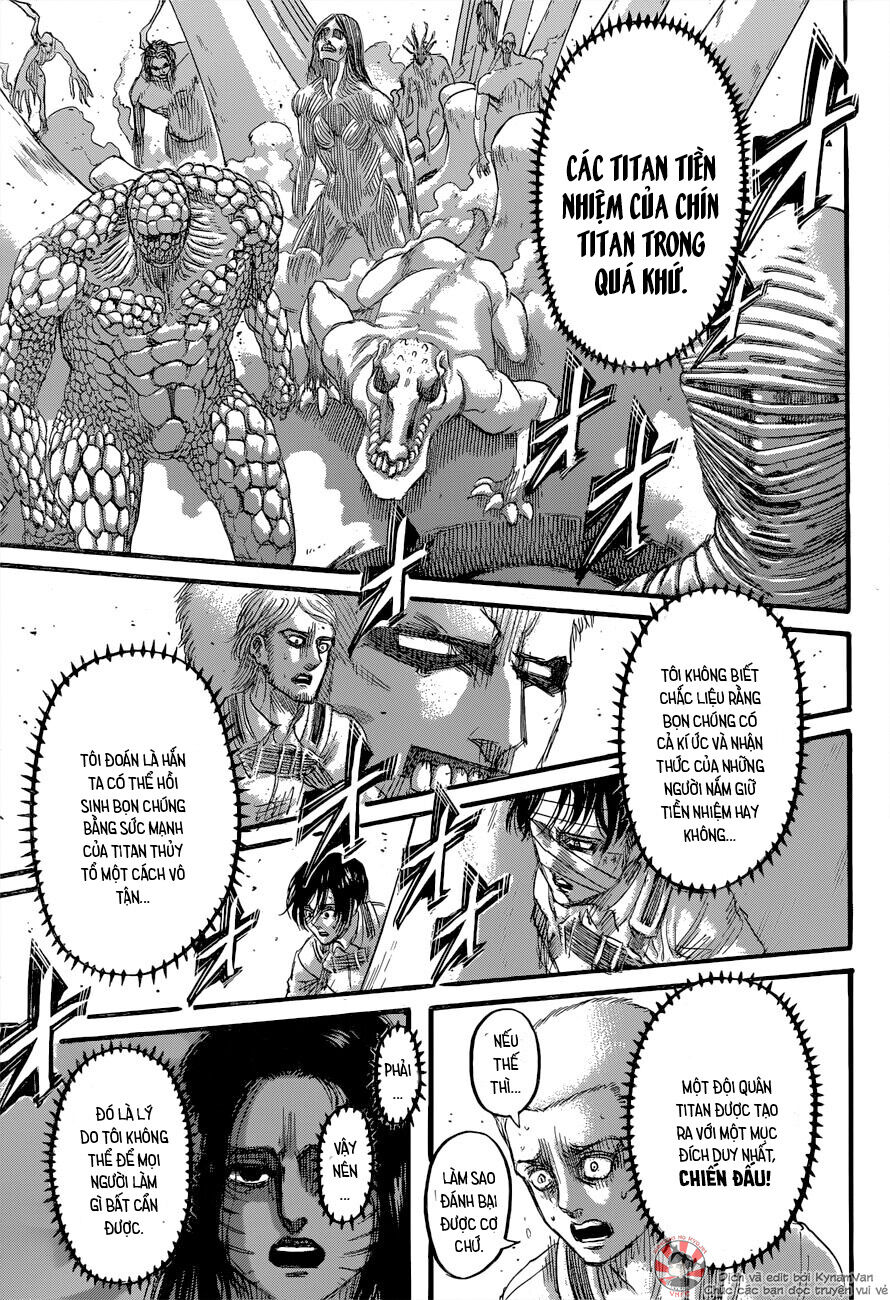 CÁC TITAN TIỀN
NHIỆM CỦA CHÍN
TITAN TRONG
QUÁ KHỨ.
TÔI KHÔNG BIẾT
CHẮC LIỆU RẰNG
BỌN CHÚNG CÓ
CẢ KÍ ỨC VÀ NHẬN
THỨC CỦA NHỮNG
NGƯỜI NẮM GIỮ
TIỀN NHIỆM HAY
KHÔNG...
TÔI ĐOÁN LÀ HẮN
TA CÓ THỂ HỒI
SINH BỌN CHÚNG
BẰNG SỨC MẠNH
CỦA TITAN THỦY
TỔ MỘT CÁCH VÔ
TẬN...
MỘT ĐỘI QUÂN
TITAN ĐƯỢC TẠO
RA VỚI MỘT MỤC
ĐÍCH DUY NHẤT,
CHIẾN ĐẤU!
NẾU
THẾ
THÌ...
LÀM SAO
ĐÁNH BẠI
ĐƯỢC CƠ
CHỨ.
PHẢI
...
VẬY
NÊN
...
ĐÓ LÀ LÝ
DO TÔI KHÔNG
THỂ ĐỂ MỌI
NGƯỜI LÀM
GÌ BẤT CẨN
ĐƯỢC.
Dịch và edit bởi KynanVan
Chúc các bạn đọc truyện vui vẻ